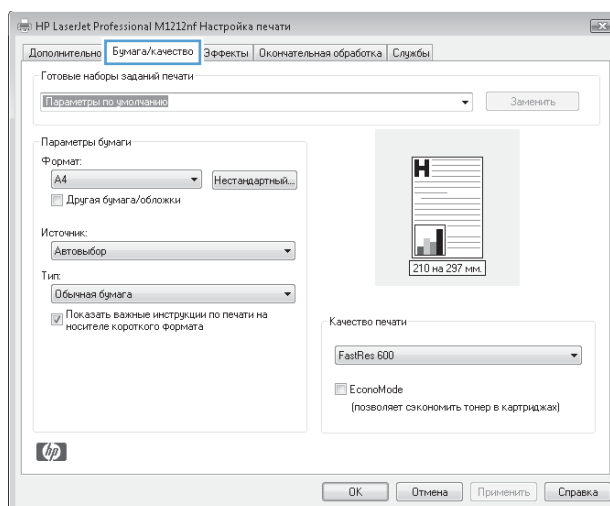 HP LaserJet Professional M1212nf Настройка печати
Дополнительно Бумага/качество Эффекты Окончательная обработка Службы
Готовые наборы заданий печати
Параметры по умолчанию Заменить
Параметры бумаги
Формат:
A4 Нестандартный...
Другая бумага/обложки
Источник:
Автовыбор
Тип:
Обычная бумага
Показать важные инструкции по печати на
носителе короткого формата
H
210 на 297 мм.
Качество печати
FastRes 600
EconoMode
(позволяет сэкономить тонер в картриджах)
hp
OK Отмена Применить Справка